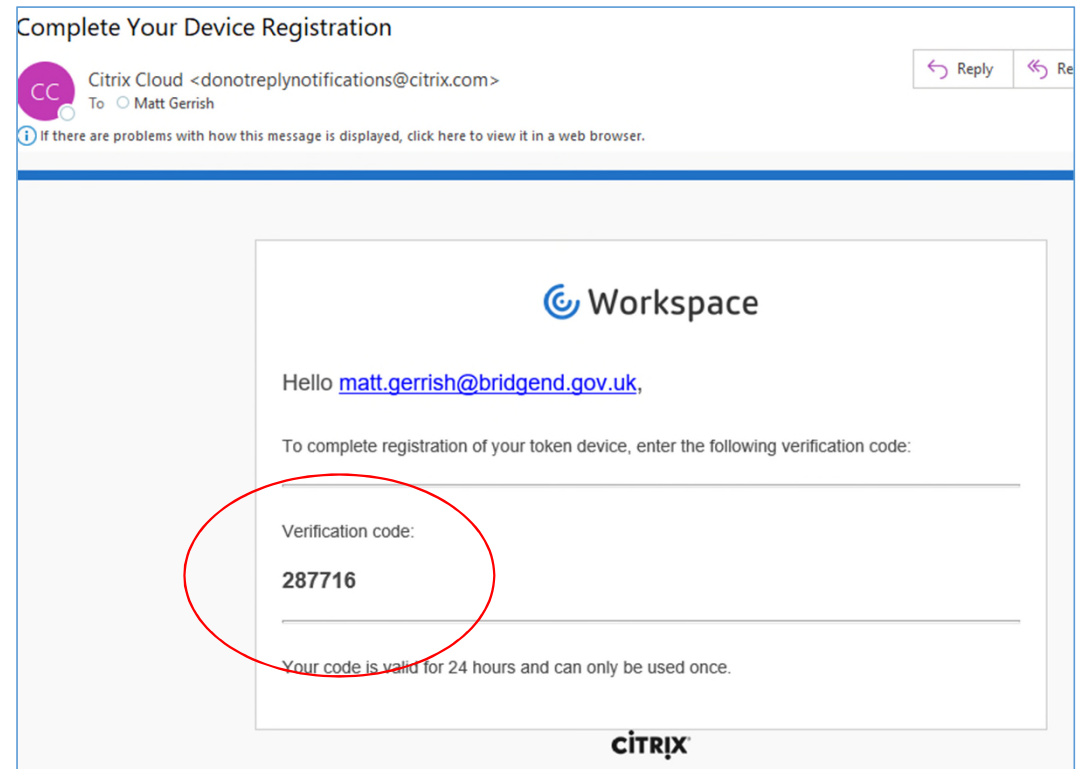 Complete Your Device Registration
CC
Citrix Cloud <donotreplynotifications@citrix.com>
To Matt Gerrish
Reply
Re
i If there are problems with how this message is displayed, click here to view it in a web browser.
Workspace
Hello matt.gerrish@bridgend.gov.uk,
To complete registration of your token device, enter the following verification code:
Verification code:
287716
Your code is valid for 24 hours and can only be used once.
CİTRỊX